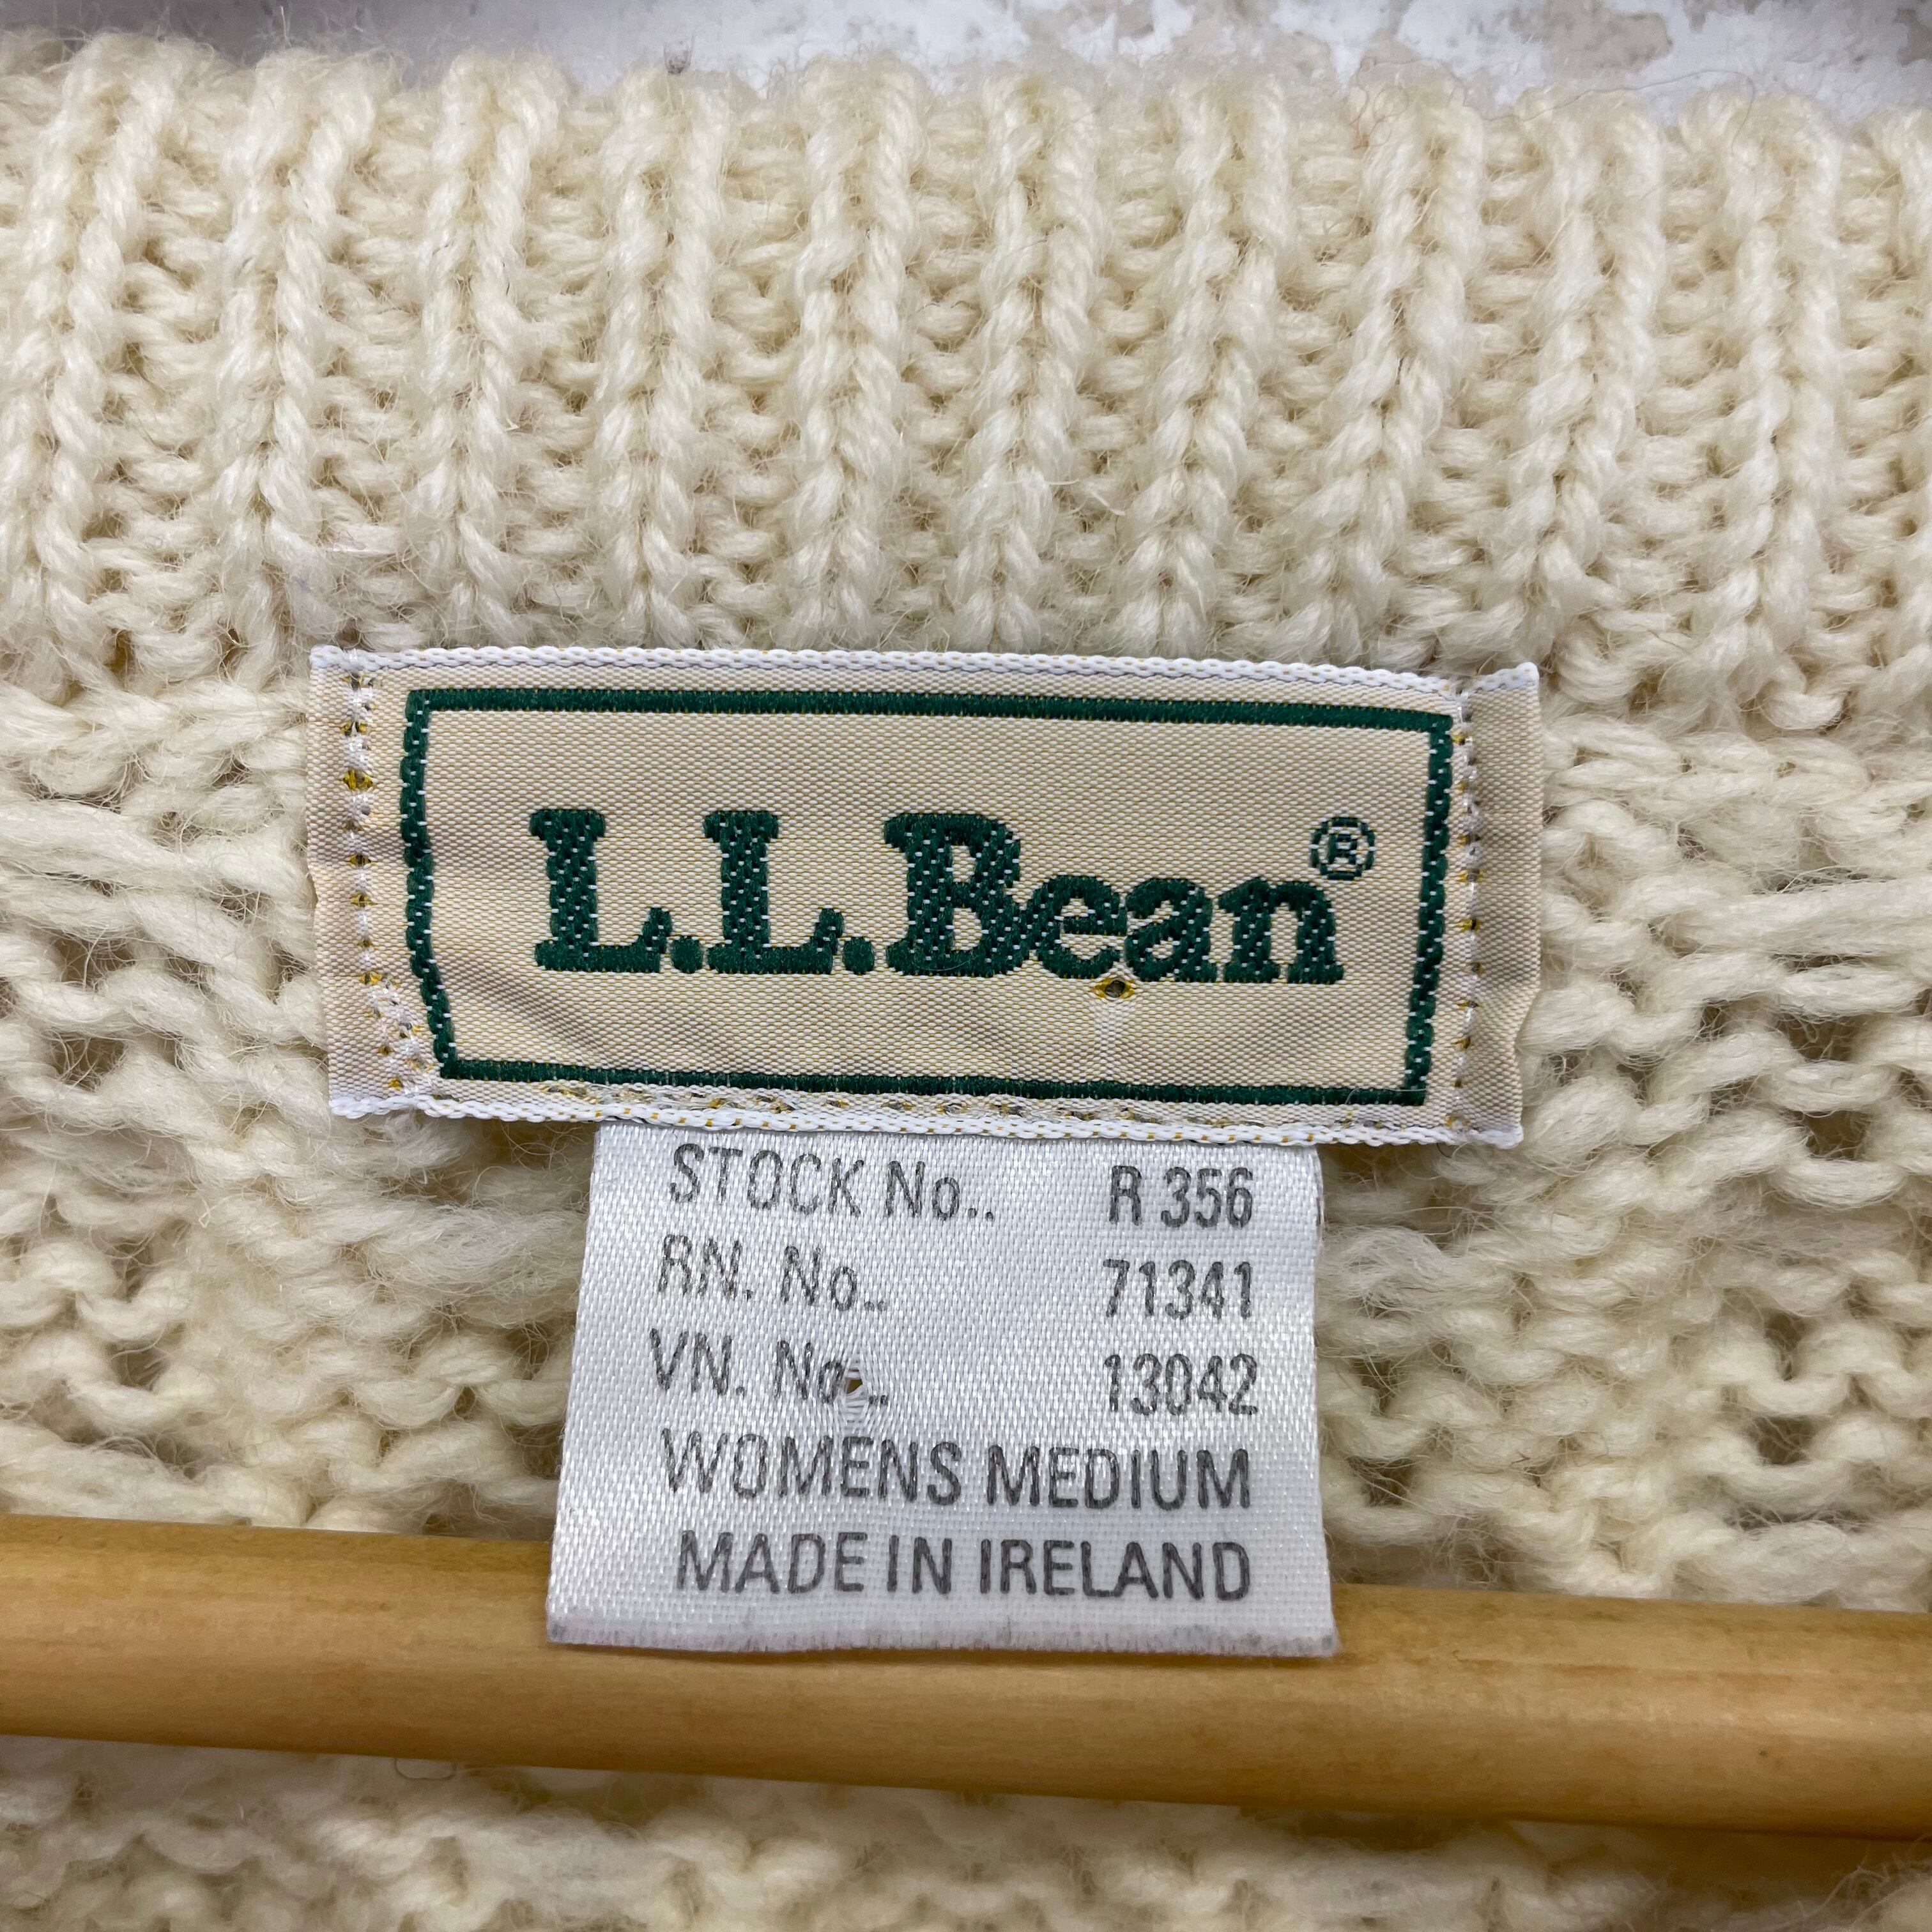 L.L.Bean®
STOCK No.. R 356
RN. No.. 71341
VN. No.. 13042
WOMENS MEDIUM
MADE IN IRELAND